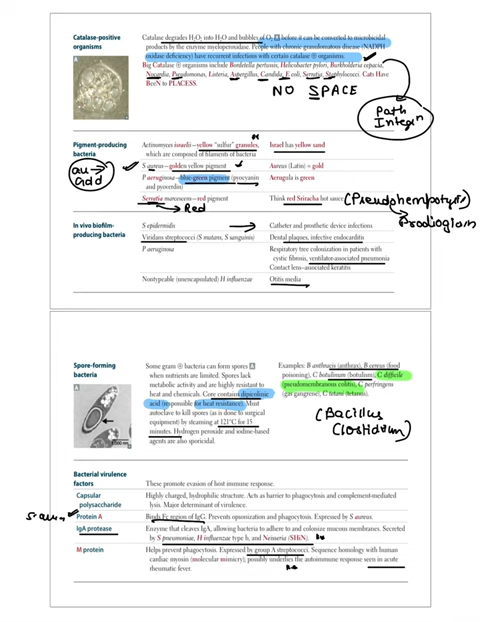 Catalase-positive organisms
Catalase degrades H₂O₂ into H₂O and bubbles of O₂ A before it can be converted to microbicidal
products by the enzyme myeloperoxidase. People with chronic granulomatous disease (NADPH
oxidase deficiency) have recurrent infections with certain catalase ⊕ organisms.
Big Catalase ⊕ organisms include Bordetella pertussis, Helicobacter pylori, Burkholderia cepacia,
Nocardia, Pseudomonas, Listeria, Aspergillus, Candida, E coli, Serratia, Staphylococci. Cats Have
BeeN to PLACESS.
A
NO SPACE
Path
Integin
Pigment-producing bacteria
Actinomyces israelii—yellow "sulfur" granules,
which are composed of filaments of bacteria
Israel has yellow sand
S aureus—golden yellow pigment
Aureus (Latin) = gold
au →
gold
P aeruginosa—blue-green pigment (pyocyanin
and pyoverdin)
Aerugula is green
Serratia marcescens—red pigment
Think red Sriracha hot sauce
Red
In vivo biofilm-producing bacteria
S epidermidis
Catheter and prosthetic device infections
Viridans streptococci (S mutans, S sanguinis)
Dental plaques, infective endocarditis
P aeruginosa
Respiratory tree colonization in patients with
cystic fibrosis, ventilator-associated pneumonia
Contact lens–associated keratitis
Nontypeable (unencapsulated) H influenzae
Otitis media
Spore-forming bacteria
Some gram ⊕ bacteria can form spores A
when nutrients are limited. Spores lack
metabolic activity and are highly resistant to
heat and chemicals. Core contains dipicolinic
acid (responsible for heat resistance). Must
autoclave to kill spores (as is done to surgical
equipment) by steaming at 121°C for 15
minutes. Hydrogen peroxide and iodine-based
agents are also sporicidal.
Examples: B anthracis (anthrax), B cereus (food
poisoning), C botulinum (botulism), C difficile
(pseudomembranous colitis), C perfringens
(gas gangrene), C tetani (tetanus).
A
(Bacillus
Clostridium)
Bacterial virulence factors
These promote evasion of host immune response.
Capsular polysaccharide
Highly charged, hydrophilic structure. Acts as barrier to phagocytosis and complement-mediated
lysis. Major determinant of virulence.
Protein A
Binds Fc region of IgG. Prevents opsonization and phagocytosis. Expressed by S aureus.
IgA protease
Enzyme that cleaves IgA, allowing bacteria to adhere to and colonize mucous membranes. Secreted
by S pneumoniae, H influenzae type b, and Neisseria (SHiN).
M protein
Helps prevent phagocytosis. Expressed by group A streptococci. Sequence homology with human
cardiac myosin (molecular mimicry); possibly underlies the autoimmune response seen in acute
rheumatic fever.